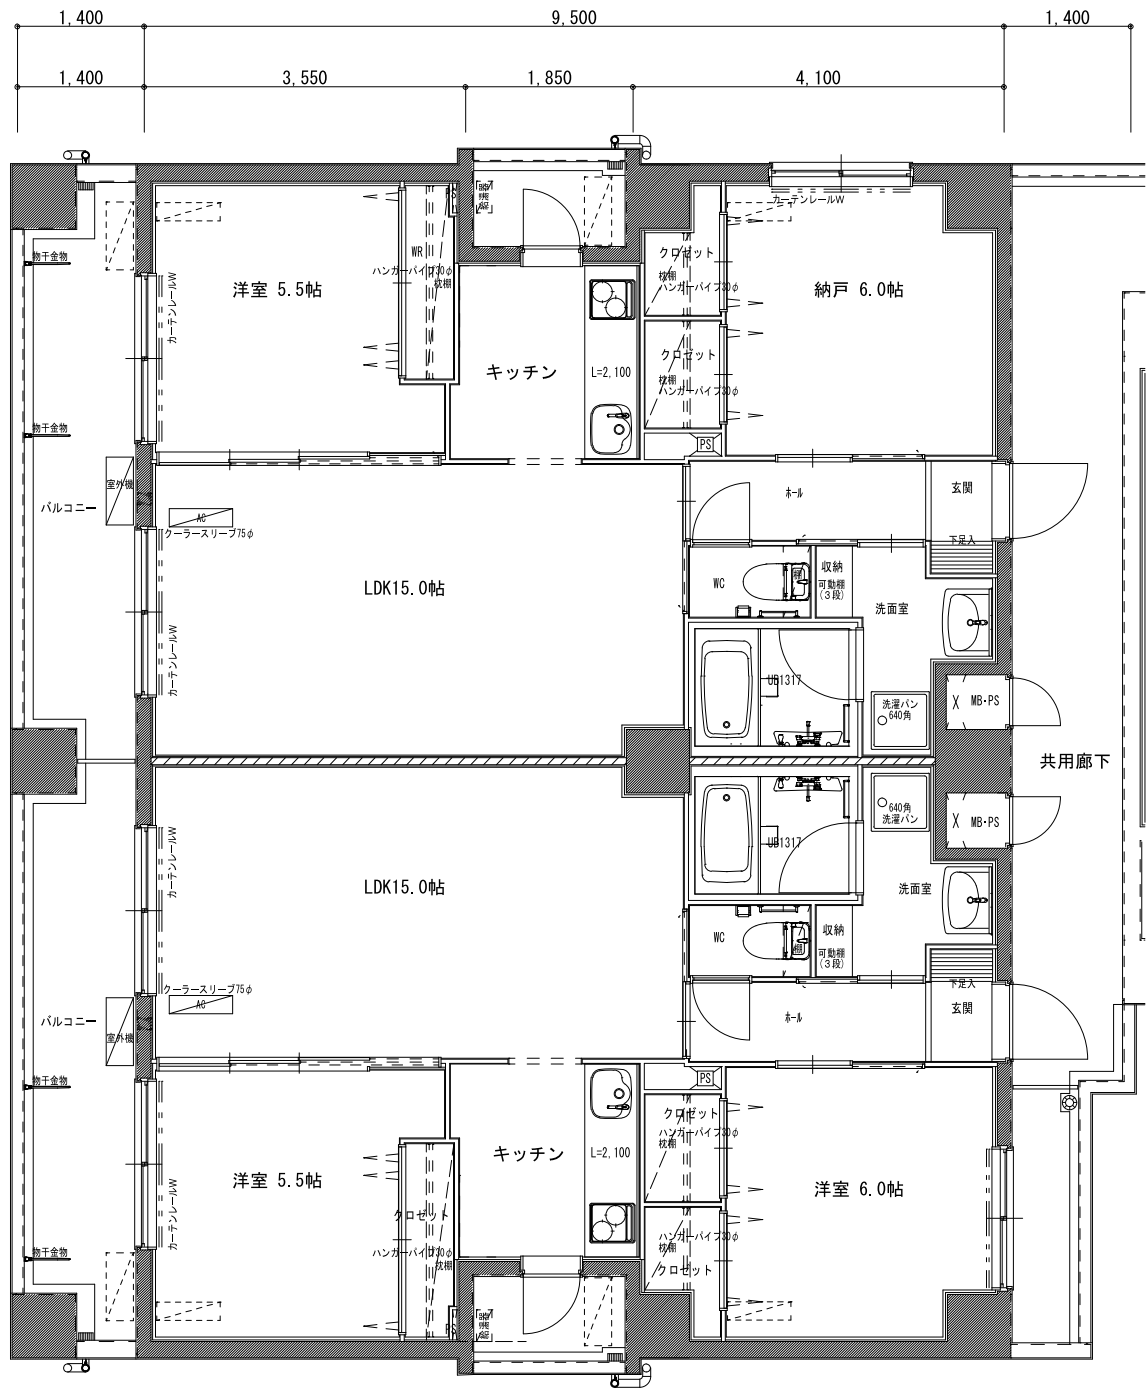 1,400
9,500
1,400
1,400
3,550
1,850
4,100
カーテンレールW
物干金物
WR
ハンガーパイプ30φ
枕棚
クロゼット
枕棚
ハンガーパイプ30φ
洋室 5.5帖
納戸 6.0帖
カーテンレールW
クロゼット
枕棚
ハンガーパイプ30φ
キッチン
L=2,100
物干金物
PS
室外機
バルコニー
AC
クーラースリーブ75φ
ホール
玄関
下足入
LDK15.0帖
WC
棚
収納
可動棚
(3段)
洗面室
カーテンレールW
UB1317
洗濯パン
640角
MB・PS
共用廊下
640角
洗濯パン
MB・PS
UB1317
カーテンレールW
LDK15.0帖
洗面室
WC
棚
収納
可動棚
(3段)
クーラースリーブ75φ
AC
下足入
玄関
ホール
バルコニー
室外機
PS
物干金物
クロゼット
ハンガーパイプ30φ
枕棚
キッチン
L=2,100
洋室 5.5帖
洋室 6.0帖
カーテンレールW
クロゼット
ハンガーパイプ30φ
枕棚
ハンガーパイプ30φ
枕棚
クロゼット
物干金物
PS